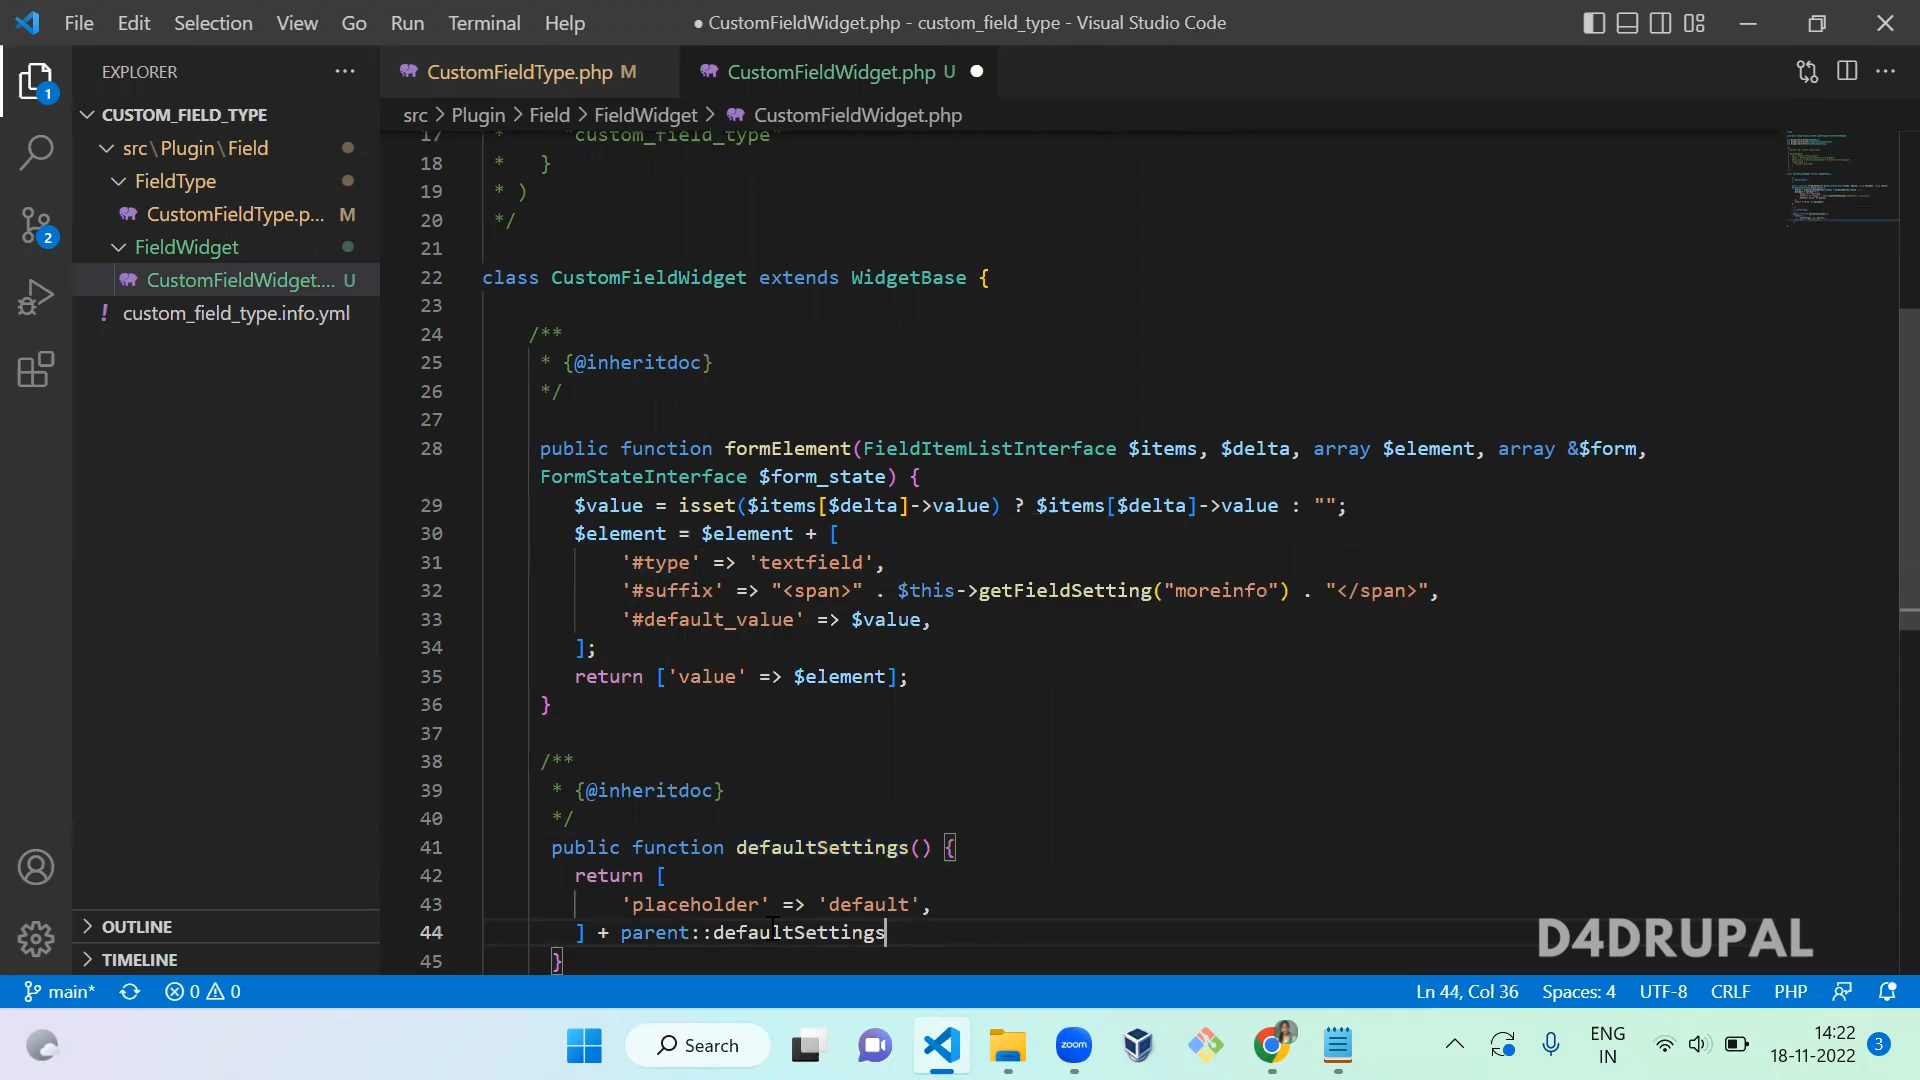 File Edit Selection View Go Run Terminal Help
● CustomFieldWidget.php - custom_field_type - Visual Studio Code
EXPLORER
CustomFieldType.php M
CustomFieldWidget.php U
src > Plugin > Field > FieldWidget > CustomFieldWidget.php
1
2
CUSTOM_FIELD_TYPE
src\Plugin\Field
FieldType
CustomFieldType.p... M
FieldWidget
CustomFieldWidget.... U
! custom_field_type.info.yml
OUTLINE
TIMELINE
17 * "custom_field_type"
18 * }
19 * )
20 */
21
22 class CustomFieldWidget extends WidgetBase {
23
24 /**
25 * {@inheritdoc}
26 */
27
28 public function formElement(FieldItemListInterface $items, $delta, array $element, array &$form,
FormStateInterface $form_state) {
29 $value = isset($items[$delta]->value) ? $items[$delta]->value : "";
30 $element = $element + [
31 '#type' => 'textfield',
32 '#suffix' => "<span>" . $this->getFieldSetting("moreinfo") . "</span>",
33 '#default_value' => $value,
34 ];
35 return ['value' => $element];
36 }
37
38 /**
39 * {@inheritdoc}
40 */
41 public function defaultSettings() {
42 return [
43 'placeholder' => 'default',
44 ] + parent::defaultSettings
45 }
D4DRUPAL
main* 0 0
Ln 44, Col 36 Spaces: 4 UTF-8 CRLF PHP
Search
zoom
ENG
IN
14:22
18-11-2022
3